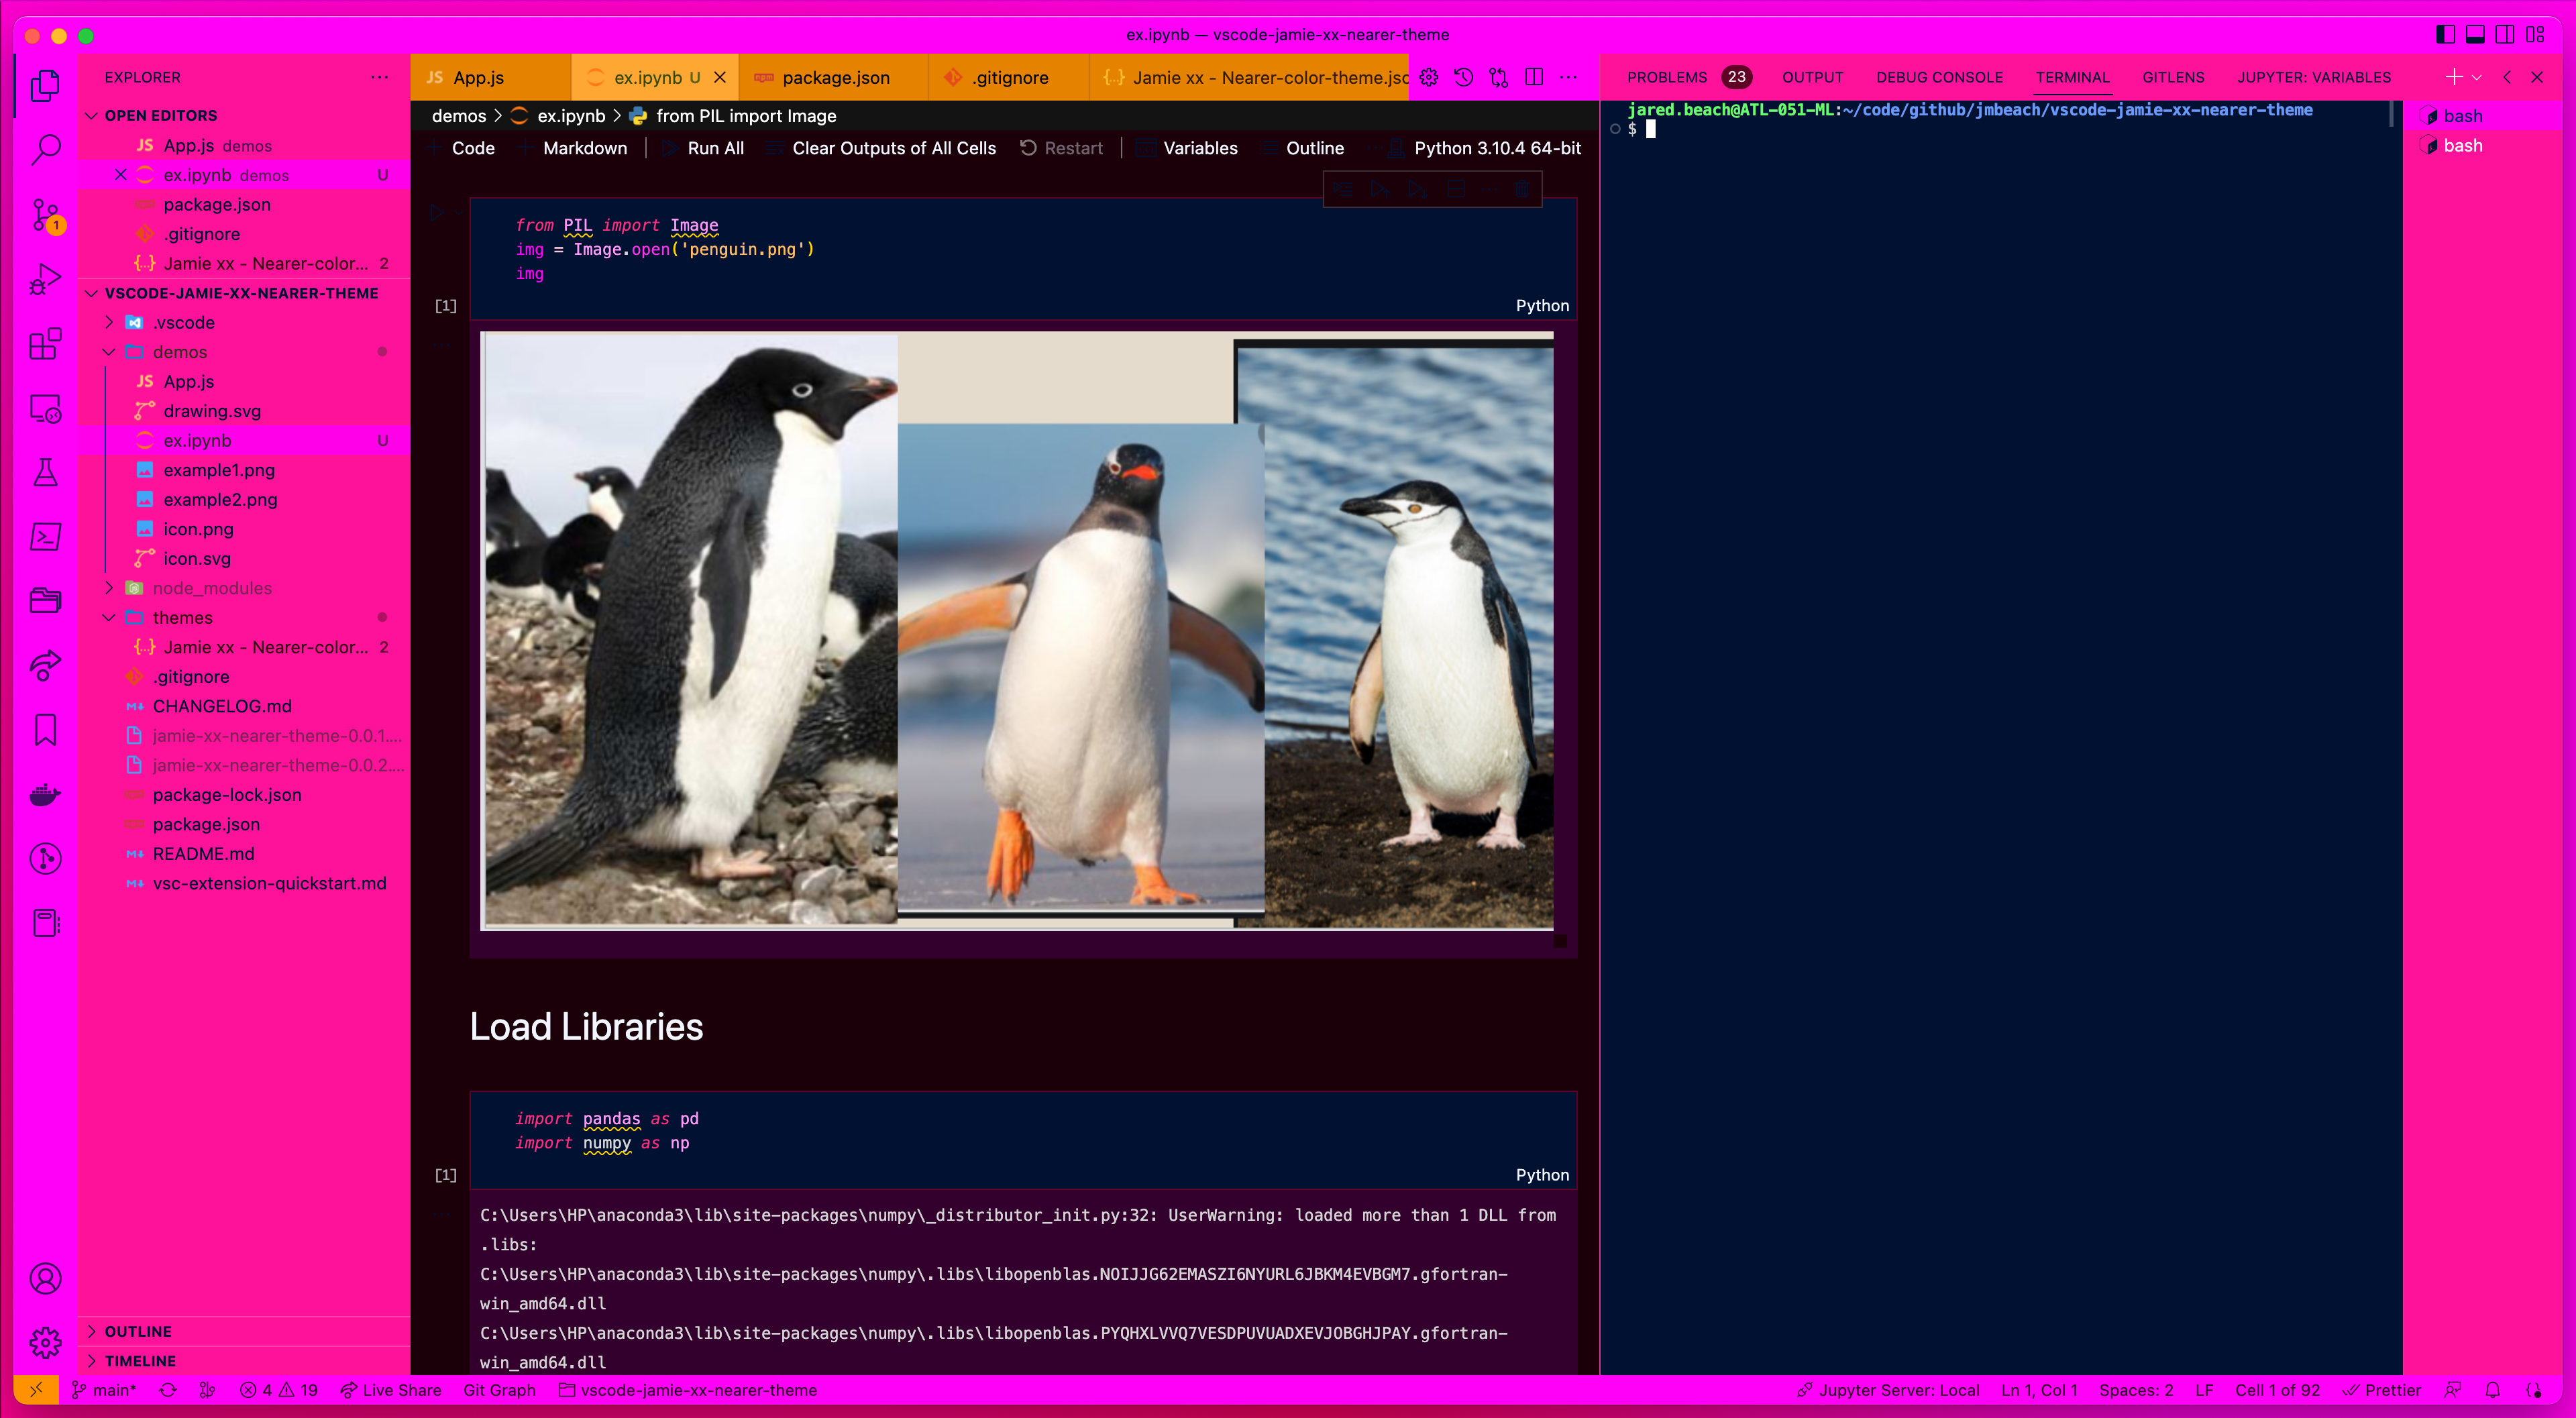 ex.ipynb — vscode-jamie-xx-nearer-theme
EXPLORER
OPEN EDITORS
JS App.js demos
ex.ipynb demos U
package.json
.gitignore
{..} Jamie xx - Nearer-color... 2
VSCODE-JAMIE-XX-NEARER-THEME
.vscode
demos
JS App.js
drawing.svg
ex.ipynb U
example1.png
example2.png
icon.png
icon.svg
node_modules
themes
{..} Jamie xx - Nearer-color... 2
.gitignore
CHANGELOG.md
jamie-xx-nearer-theme-0.0.1....
jamie-xx-nearer-theme-0.0.2....
package-lock.json
package.json
README.md
vsc-extension-quickstart.md
OUTLINE
TIMELINE
1
JS App.js
ex.ipynb U
package.json
.gitignore
{..} Jamie xx - Nearer-color-theme.jsc
demos > ex.ipynb > from PIL import Image
Code Markdown Run All Clear Outputs of All Cells Restart Variables Outline Python 3.10.4 64-bit
from PIL import Image
img = Image.open('penguin.png')
img
[1]
Python
Load Libraries
import pandas as pd
import numpy as np
[1]
Python
C:\Users\HP\anaconda3\lib\site-packages\numpy\_distributor_init.py:32: UserWarning: loaded more than 1 DLL from
.libs:
C:\Users\HP\anaconda3\lib\site-packages\numpy\.libs\libopenblas.NOIJJG62EMASZI6NYURL6JBKM4EVBGM7.gfortran-
win_amd64.dll
C:\Users\HP\anaconda3\lib\site-packages\numpy\.libs\libopenblas.PYQHXLVVQ7VESDPUVUADXEVJOBGHJPAY.gfortran-
win_amd64.dll
PROBLEMS 23 OUTPUT DEBUG CONSOLE TERMINAL GITLENS JUPYTER: VARIABLES
jared.beach@ATL-051-ML:~/code/github/jmbeach/vscode-jamie-xx-nearer-theme
$
bash
bash
main* 4 19 Live Share Git Graph vscode-jamie-xx-nearer-theme
Jupyter Server: Local Ln 1, Col 1 Spaces: 2 LF Cell 1 of 92 Prettier